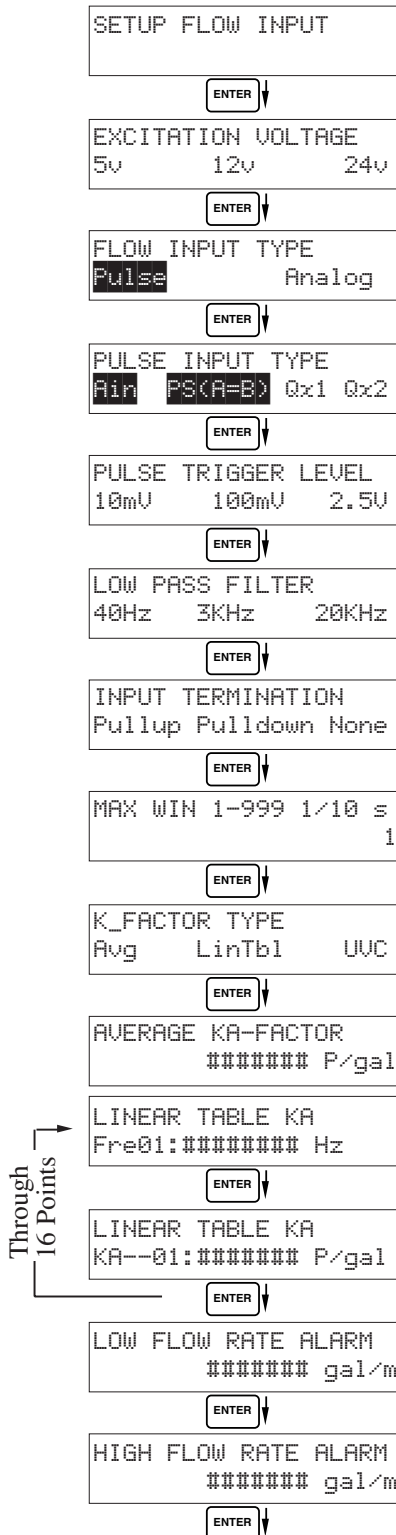 SETUP FLOW INPUT
ENTER
EXCITATION VOLTAGE
5v 12v 24v
ENTER
FLOW INPUT TYPE
Pulse Analog
ENTER
PULSE INPUT TYPE
Ain PS(A=B) Qx1 Qx2
ENTER
PULSE TRIGGER LEVEL
10mV 100mV 2.5V
ENTER
LOW PASS FILTER
40Hz 3KHz 20KHz
ENTER
INPUT TERMINATION
Pullup Pulldown None
ENTER
MAX WIN 1-999 1/10 s
1
ENTER
K_FACTOR TYPE
Avg LinTbl UVC
ENTER
AVERAGE KA-FACTOR
####### P/gal
Through
16 Points
LINEAR TABLE KA
Fre01:######## Hz
ENTER
LINEAR TABLE KA
KA--01:####### P/gal
ENTER
LOW FLOW RATE ALARM
####### gal/m
ENTER
HIGH FLOW RATE ALARM
####### gal/m
ENTER